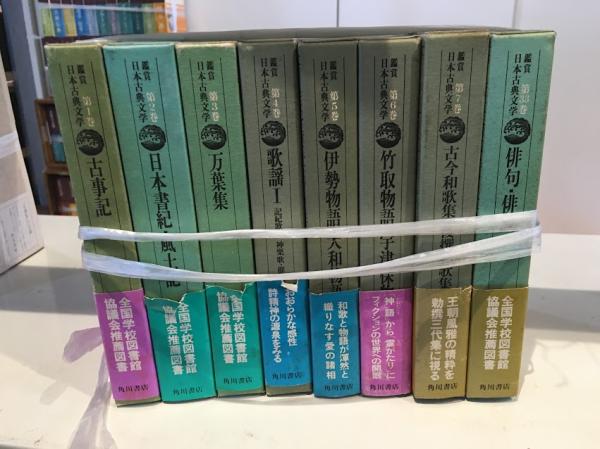 鑑賞
日本古典文学
第1巻
古事記
全国学校図書館
協議会推薦図書
鑑賞
日本古典文学
第2巻
日本書紀・風土記
全国学校図書館
協議会推薦図書
角川書店
鑑賞
日本古典文学
第3巻
万葉集
全国学校図書館
協議会推薦図書
鑑賞
日本古典文学
第4巻
歌謡Ⅰ
おおらかな感性
詩精神の源泉をみる
角川書店
鑑賞
日本古典文学
第5巻
伊勢物語
大和物語
和歌と物語が渾然と
織りなす愛の諸相
角川書店
鑑賞
日本古典文学
第6巻
竹取物語
宇津保
神語から“霊がたり”に
フィクションの世界への開眼
角川書店
鑑賞
日本古典文学
第7巻
古今和歌集
王朝風雅の精粋を
勅撰三代集に視る
角川書店
鑑賞
日本古典文学
第33巻
俳句・俳
全国学校図書館
協議会推薦図書
角川書店